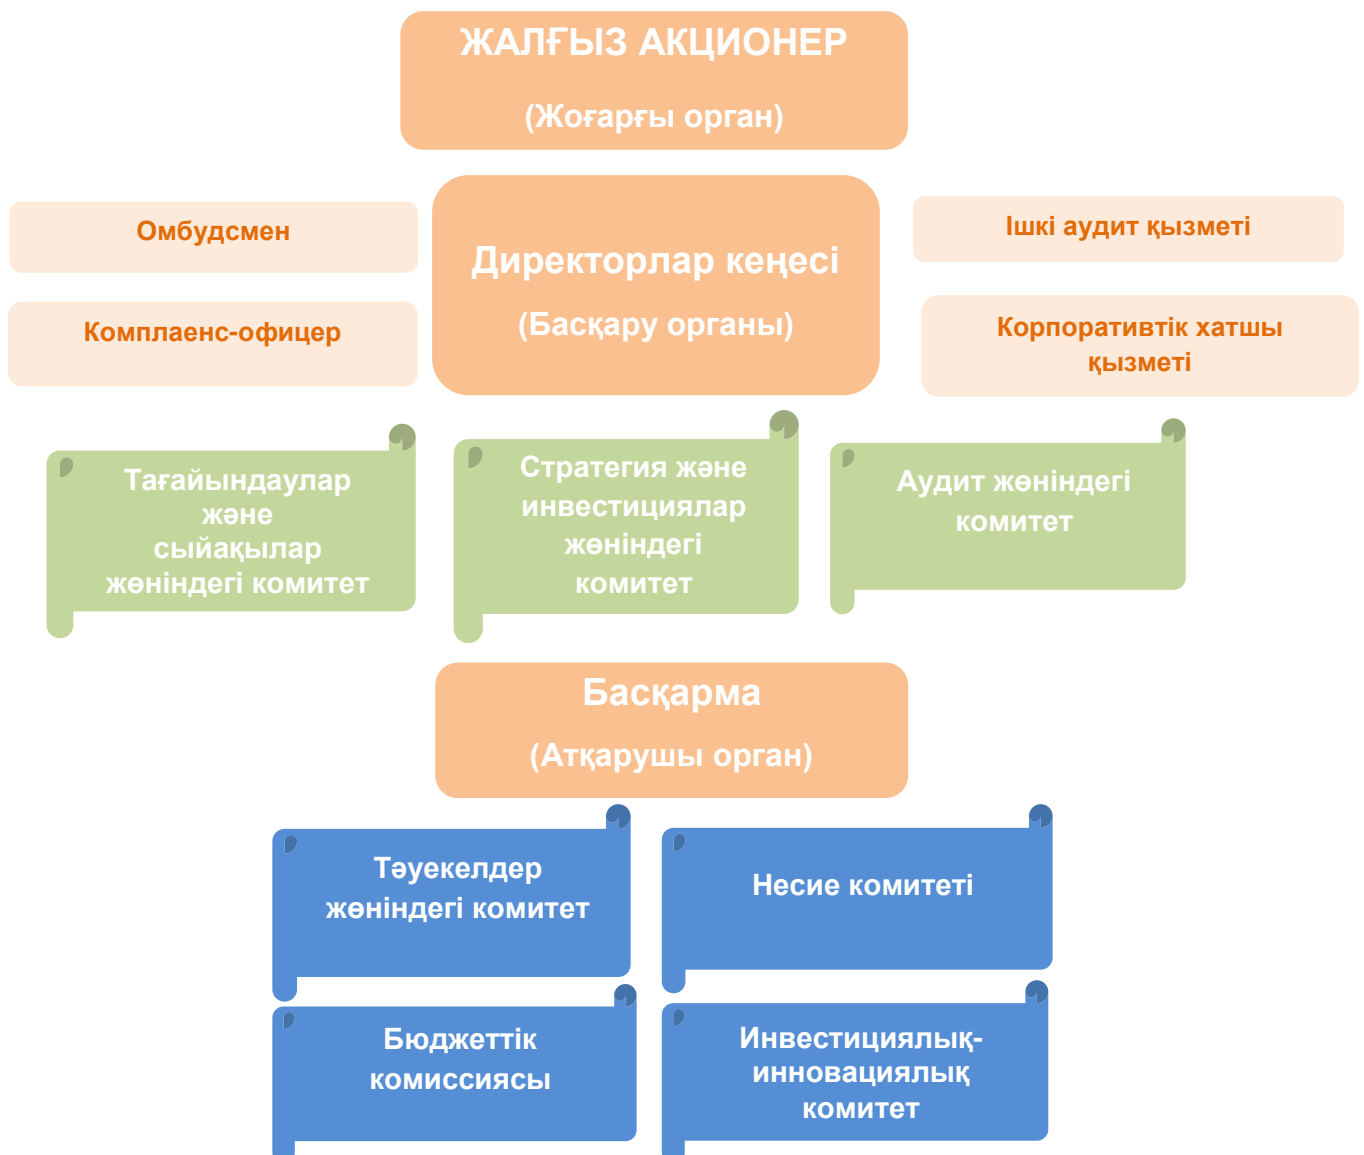 ЖАЛҒЫЗ АКЦИОНЕР
(Жоғарғы орган)
Омбудсмен
Комплаенс-офицер
Директорлар кеңесі
(Басқару органы)
Ішкі аудит қызметі
Корпоративтік хатшы
қызметі
Тағайындаулар
және
сыйақылар
жөніндегі комитет
Стратегия және
инвестициялар
жөніндегі
комитет
Аудит жөніндегі
комитет
Басқарма
(Атқарушы орган)
Тәуекелдер
жөніндегі комитет
Несие комитеті
Бюджеттік
комиссиясы
Инвестициялық-
инновациялық
комитет